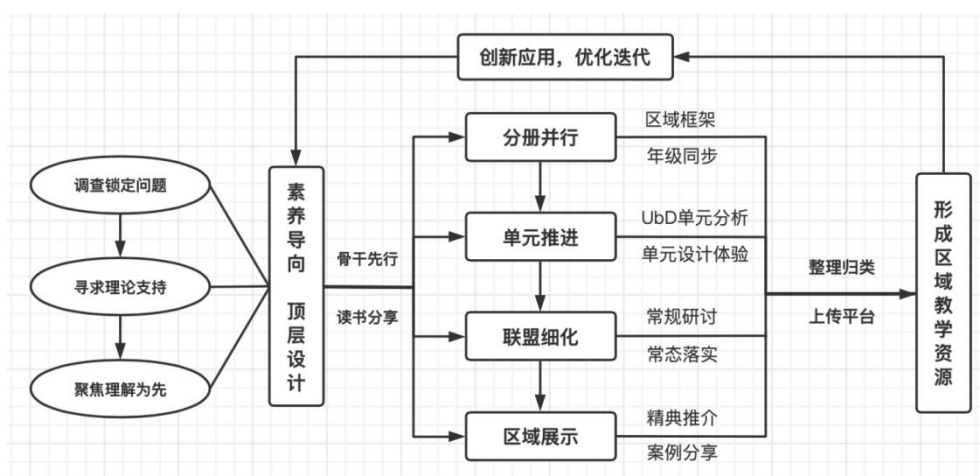 创新应用，优化迭代
调查锁定问题
寻求理论支持
聚焦理解为先
素养导向 顶层设计
骨干先行
读书分享
分册并行
区域框架
年级同步
单元推进
UbD单元分析
单元设计体验
联盟细化
常规研讨
常态落实
区域展示
精典推介
案例分享
整理归类
上传平台
形成区域教学资源